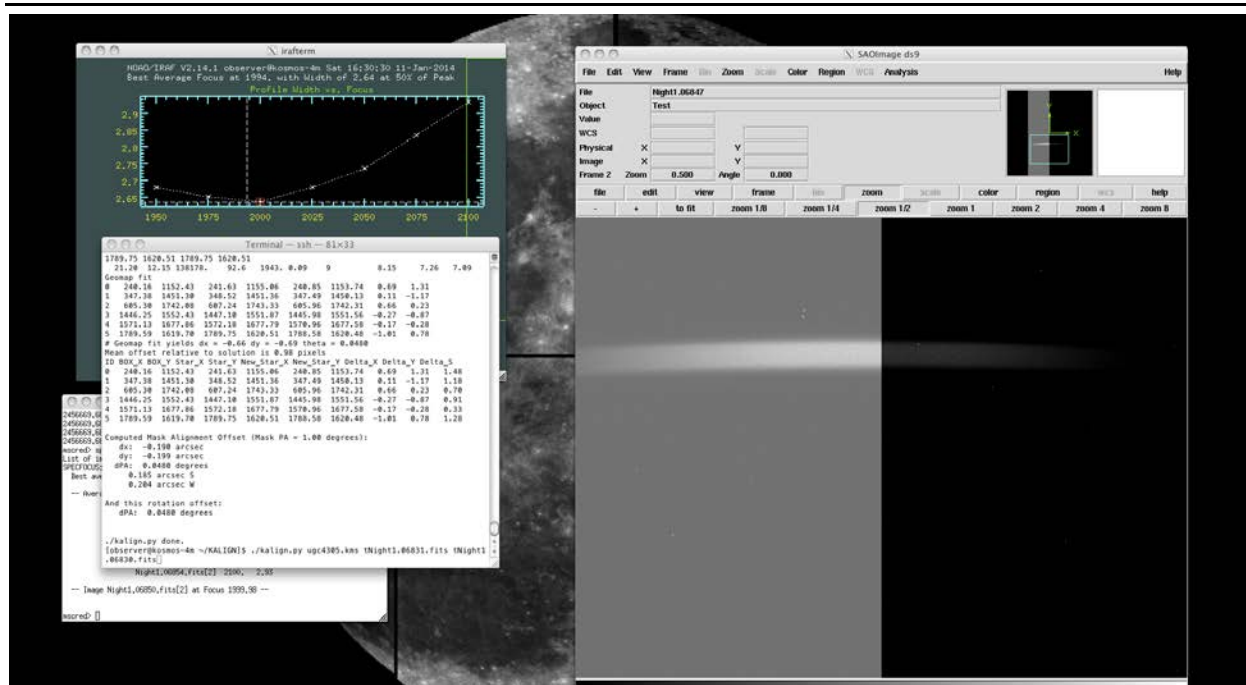 irafterm
NOAO/IRAF V2.14.1 observer@kosmos-4m Sat 16:30:30 11-Jan-2014
Best Average Focus at 1994, with Width of 2.64 at 50% of Peak
Profile Width vs. Focus
2.9
2.85
2.8
2.75
2.7
2.65
1950 1975 2000 2025 2050 2075 2100
Terminal — ssh — 81×33
1789.75 1620.51 1789.75 1620.51
21.20 12.15 138178. 92.6 1943. 0.09 9 8.15 7.26 7.09
Geomap fit
0 240.16 1152.43 241.63 1155.06 240.85 1153.74 0.69 1.31
1 347.38 1451.30 348.52 1451.36 347.49 1450.13 0.11 -1.17
2 605.30 1742.08 607.24 1743.33 605.96 1742.31 0.66 0.23
3 1446.25 1552.43 1447.10 1551.87 1445.98 1551.56 -0.27 -0.87
4 1571.13 1677.86 1572.18 1677.79 1570.96 1677.58 -0.17 -0.28
5 1789.59 1619.70 1789.75 1620.51 1788.58 1620.48 -1.01 0.78
# Geomap fit yields dx = -0.66 dy = -0.69 theta = 0.0480
Mean offset relative to solution is 0.98 pixels
ID BOX_X BOX_Y Star_X Star_Y New_Star_X New_Star_Y Delta_X Delta_Y Delta_S
0 240.16 1152.43 241.63 1155.06 240.85 1153.74 0.69 1.31 1.48
1 347.38 1451.30 348.52 1451.36 347.49 1450.13 0.11 -1.17 1.18
2 605.30 1742.08 607.24 1743.33 605.96 1742.31 0.66 0.23 0.70
3 1446.25 1552.43 1447.10 1551.87 1445.98 1551.56 -0.27 -0.87 0.91
4 1571.13 1677.86 1572.18 1677.79 1570.96 1677.58 -0.17 -0.28 0.33
5 1789.59 1619.70 1789.75 1620.51 1788.58 1620.48 -1.01 0.78 1.28
Computed Mask Alignment Offset (Mask PA = 1.00 degrees):
dx: -0.190 arcsec
dy: -0.199 arcsec
dPA: 0.0480 degrees
0.185 arcsec S
0.204 arcsec W
And this rotation offset:
dPA: 0.0480 degrees
./kalign.py done.
[observer@kosmos-4m ~/KALIGN]$ ./kalign.py ugc4305.kms tNight1.06831.fits tNight1
.06830.fits
2456669.6
2456669.6
2456669.6
2456669.6
mscred> s
List of i
SPECFOCUS:
Best av
-- Aver
Night1.06854.fits[2] 2100. 2.93
-- Image Night1.06850.fits[2] at Focus 1999.98 --
mscred>
SAOImage ds9
File Edit View Frame Bin Zoom Scale Color Region WCS Analysis Help
File Night1.06847
Object Test
Value
WCS
Physical X Y
Image X Y
Frame 2 Zoom 0.500 Angle 0.000
Y
X
file edit view frame bin zoom scale color region wcs help
- + to fit zoom 1/8 zoom 1/4 zoom 1/2 zoom 1 zoom 2 zoom 4 zoom 8